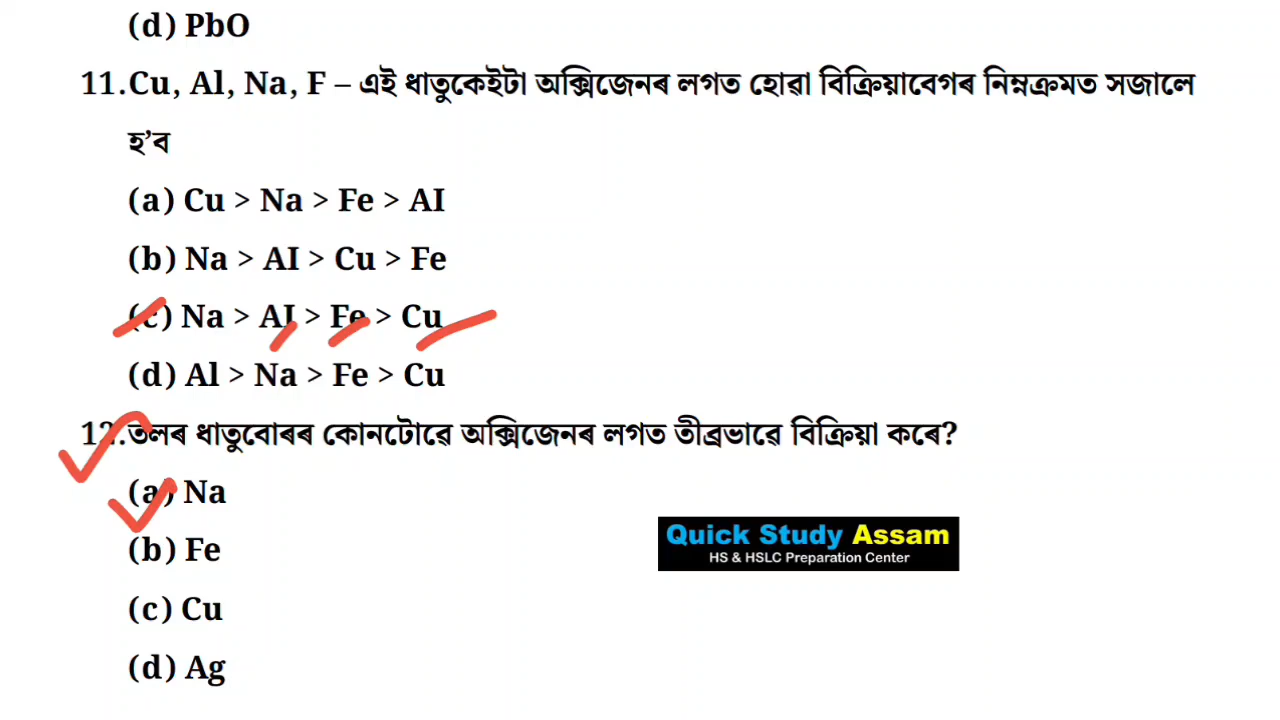 (d) PbO
11.Cu, Al, Na, F – এই ধাতুকেইটা অক্সিজেনৰ লগত হোৱা বিক্ৰিয়াবেগৰ নিম্নক্ৰমত সজালে
হ’ব
(a) Cu > Na > Fe > AI
(b) Na > AI > Cu > Fe
(c) Na > AI > Fe > Cu
(d) Al > Na > Fe > Cu
12.তলৰ ধাতুবোৰৰ কোনটোৱে অক্সিজেনৰ লগত তীব্ৰভাৱে বিক্ৰিয়া কৰে?
(a) Na
(b) Fe
Quick Study Assam
HS & HSLC Preparation Center
(c) Cu
(d) Ag